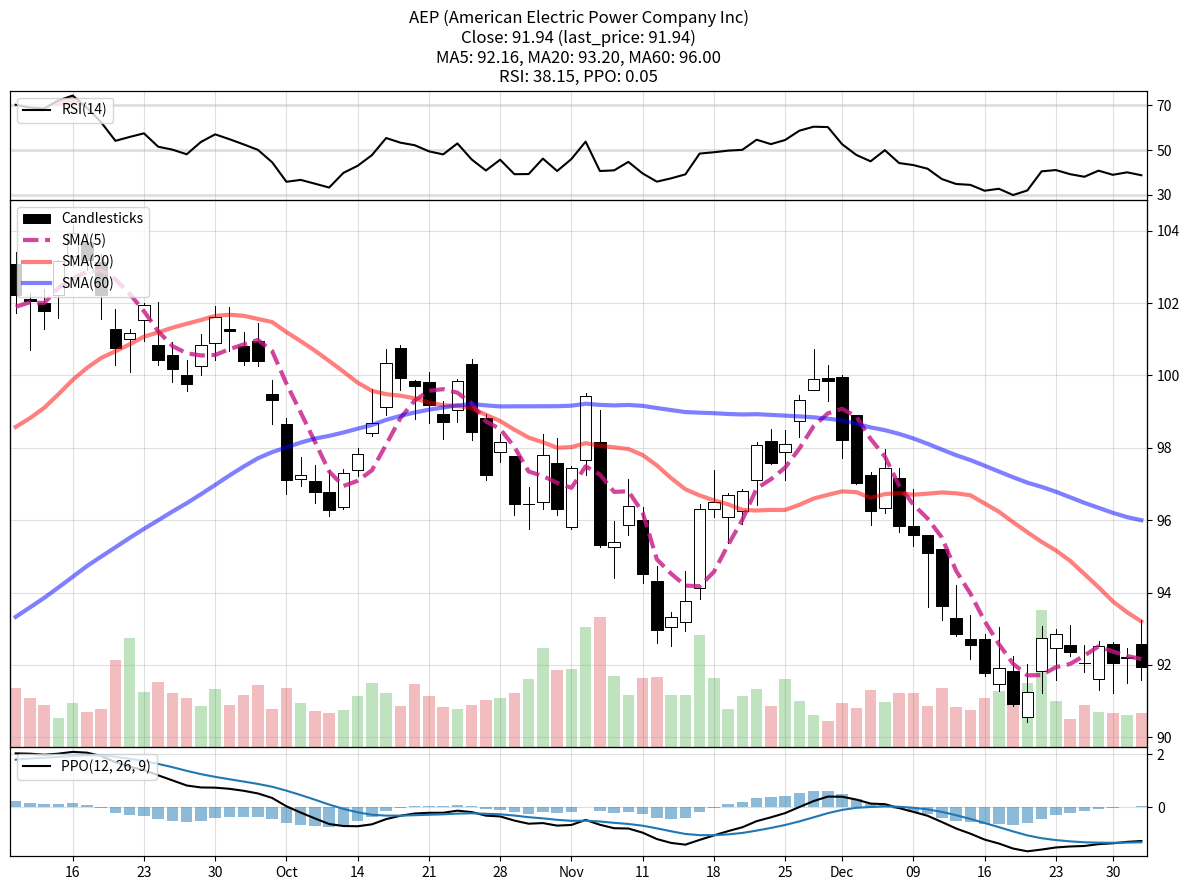 AEP (American Electric Power Company Inc)
Close: 91.94 (last_price: 91.94)
MA5: 92.16, MA20: 93.20, MA60: 96.00
RSI: 38.15, PPO: 0.05
RSI(14)
70
50
30
Candlesticks
SMA(5)
SMA(20)
SMA(60)
104
102
100
98
96
94
92
90
PPO(12, 26, 9)
2
0
16 23 30 Oct 14 21 28 Nov 11 18 25 Dec 09 16 23 30